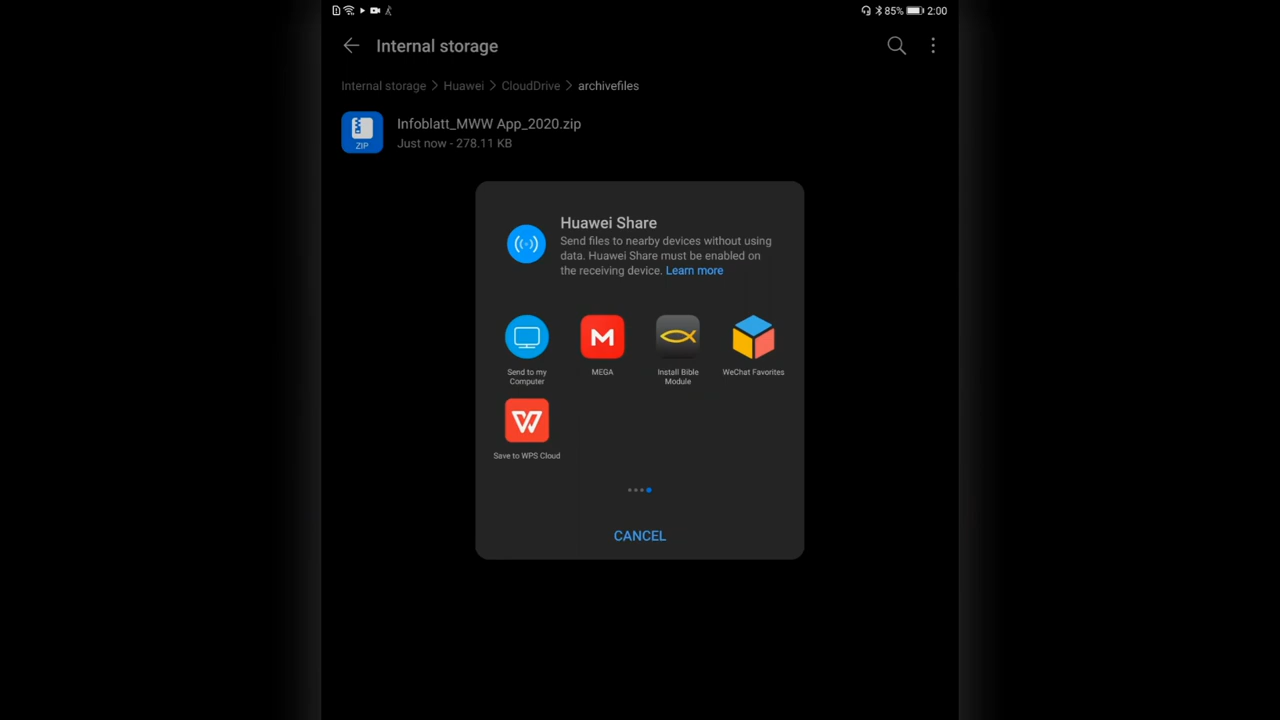 85% 2:00
Internal storage
Internal storage > Huawei > CloudDrive > archivefiles
ZIP
Infoblatt_MWW App_2020.zip
Just now - 278.11 KB
Huawei Share
Send files to nearby devices without using
data. Huawei Share must be enabled on
the receiving device. Learn more
Send to my
Computer
MEGA
Install Bible
Module
WeChat Favorites
Save to WPS Cloud
CANCEL